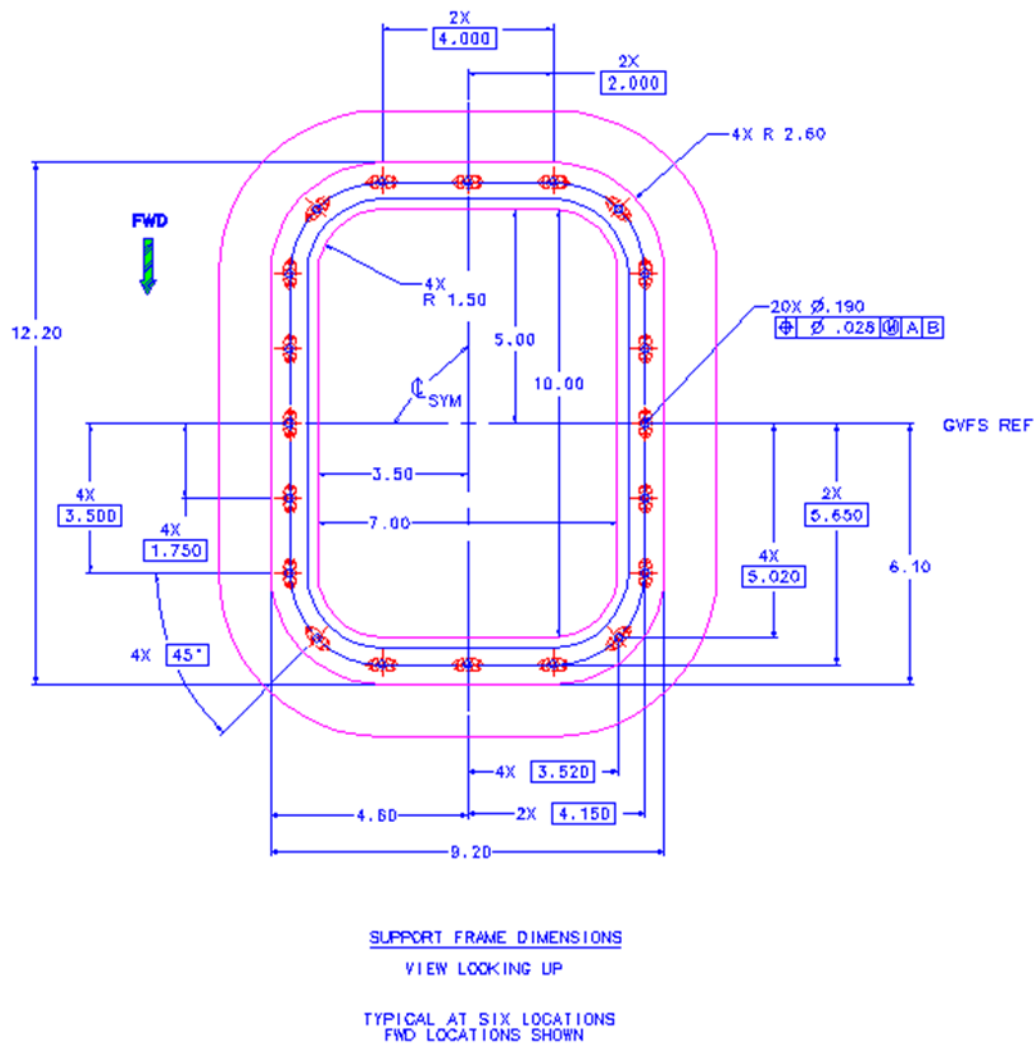 2X
4.000
2X
2.000
4X R 2.60
FWD
4X
R 1.50
20X Ø.190
⌖ Ø .028 Ⓜ A B
12.20
5.00
10.00
℄
SYM
GVFS REF
3.50
4X
3.500
7.00
2X
5.650
4X
1.750
4X
5.020
6.10
4X 45°
4X 3.520
4.60
2X 4.150
9.20
SUPPORT FRAME DIMENSIONS
VIEW LOOKING UP
TYPICAL AT SIX LOCATIONS
FWD LOCATIONS SHOWN